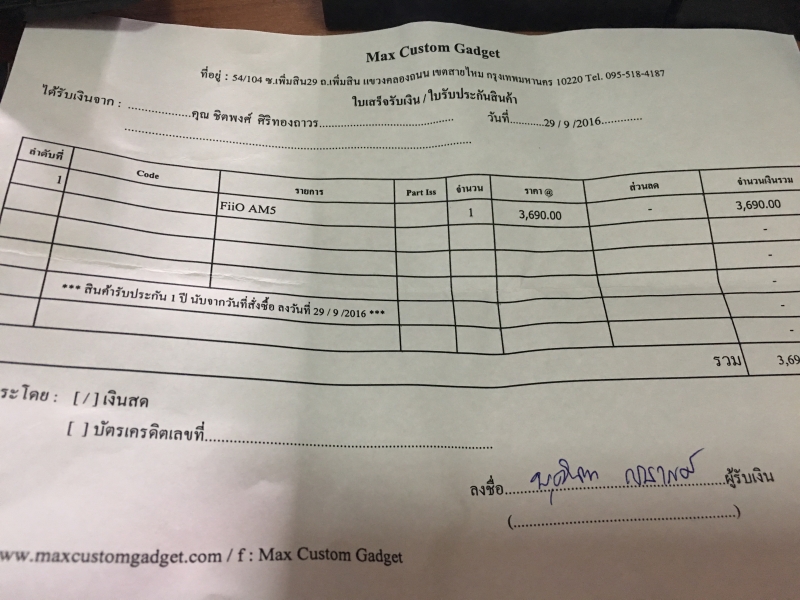 Max Custom Gadget
ที่อยู่ : 54/104 ซ.เพิ่มสิน29 ถ.เพิ่มสิน แขวงคลองถนน เขตสายไหม กรุงเทพมหานคร 10220 Tel. 095-518-4187
ใบเสร็จรับเงิน / ใบรับประกันสินค้า
ได้รับเงินจาก : ..................คุณ ชิตพงศ์ ศิริทองถาวร...................................... วันที่............29 / 9 /2016.............
ลำดับที่ Code รายการ Part Iss จำนวน ราคา @ ส่วนลด จำนวนเงินรวม
1 FiiO AM5 1 3,690.00 - 3,690.00
-
-
-
*** สินค้ารับประกัน 1 ปี นับจากวันที่สั่งซื้อ ลงวันที่ 29 / 9 /2016 *** -
-
รวม 3,69
ระโดย : [ / ] เงินสด
[ ] บัตรเครดิตเลขที่..........................................................................
ลงชื่อ............................................................ผู้รับเงิน
(............................................................)
www.maxcustomgadget.com / f : Max Custom Gadget